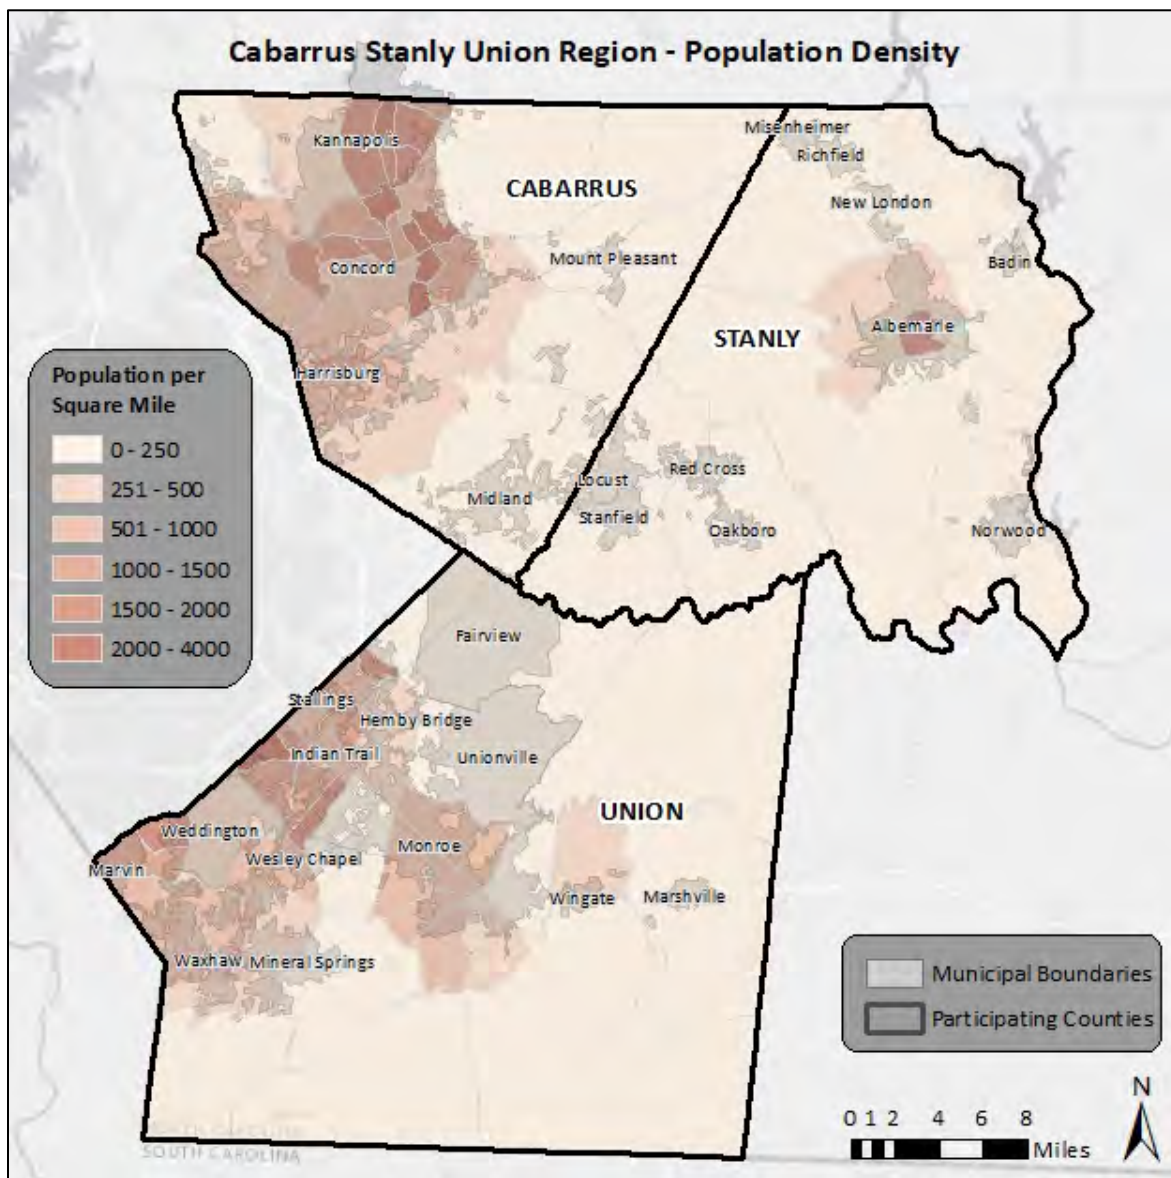 Cabarrus Stanly Union Region - Population Density
Misenheimer
Kannapolis
Richfield
CABARRUS
New London
Mount Pleasant
Badin
Concord
Albemarle
STANLY
Harrisburg
Population per
Square Mile
0 - 250
251 - 500
501 - 1000
1000 - 1500
1500 - 2000
2000 - 4000
Red Cross
Locust
Midland
Stanfield
Oakboro
Norwood
Fairview
Stallings
Hemby Bridge
Indian Trail
Unionville
UNION
Weddington
Monroe
Wesley Chapel
Marvin
Wingate
Marshville
Waxhaw
Mineral Springs
Municipal Boundaries
Participating Counties
N
0 1 2 4 6 8
Miles
NORTH CAROLINA
SOUTH CAROLINA